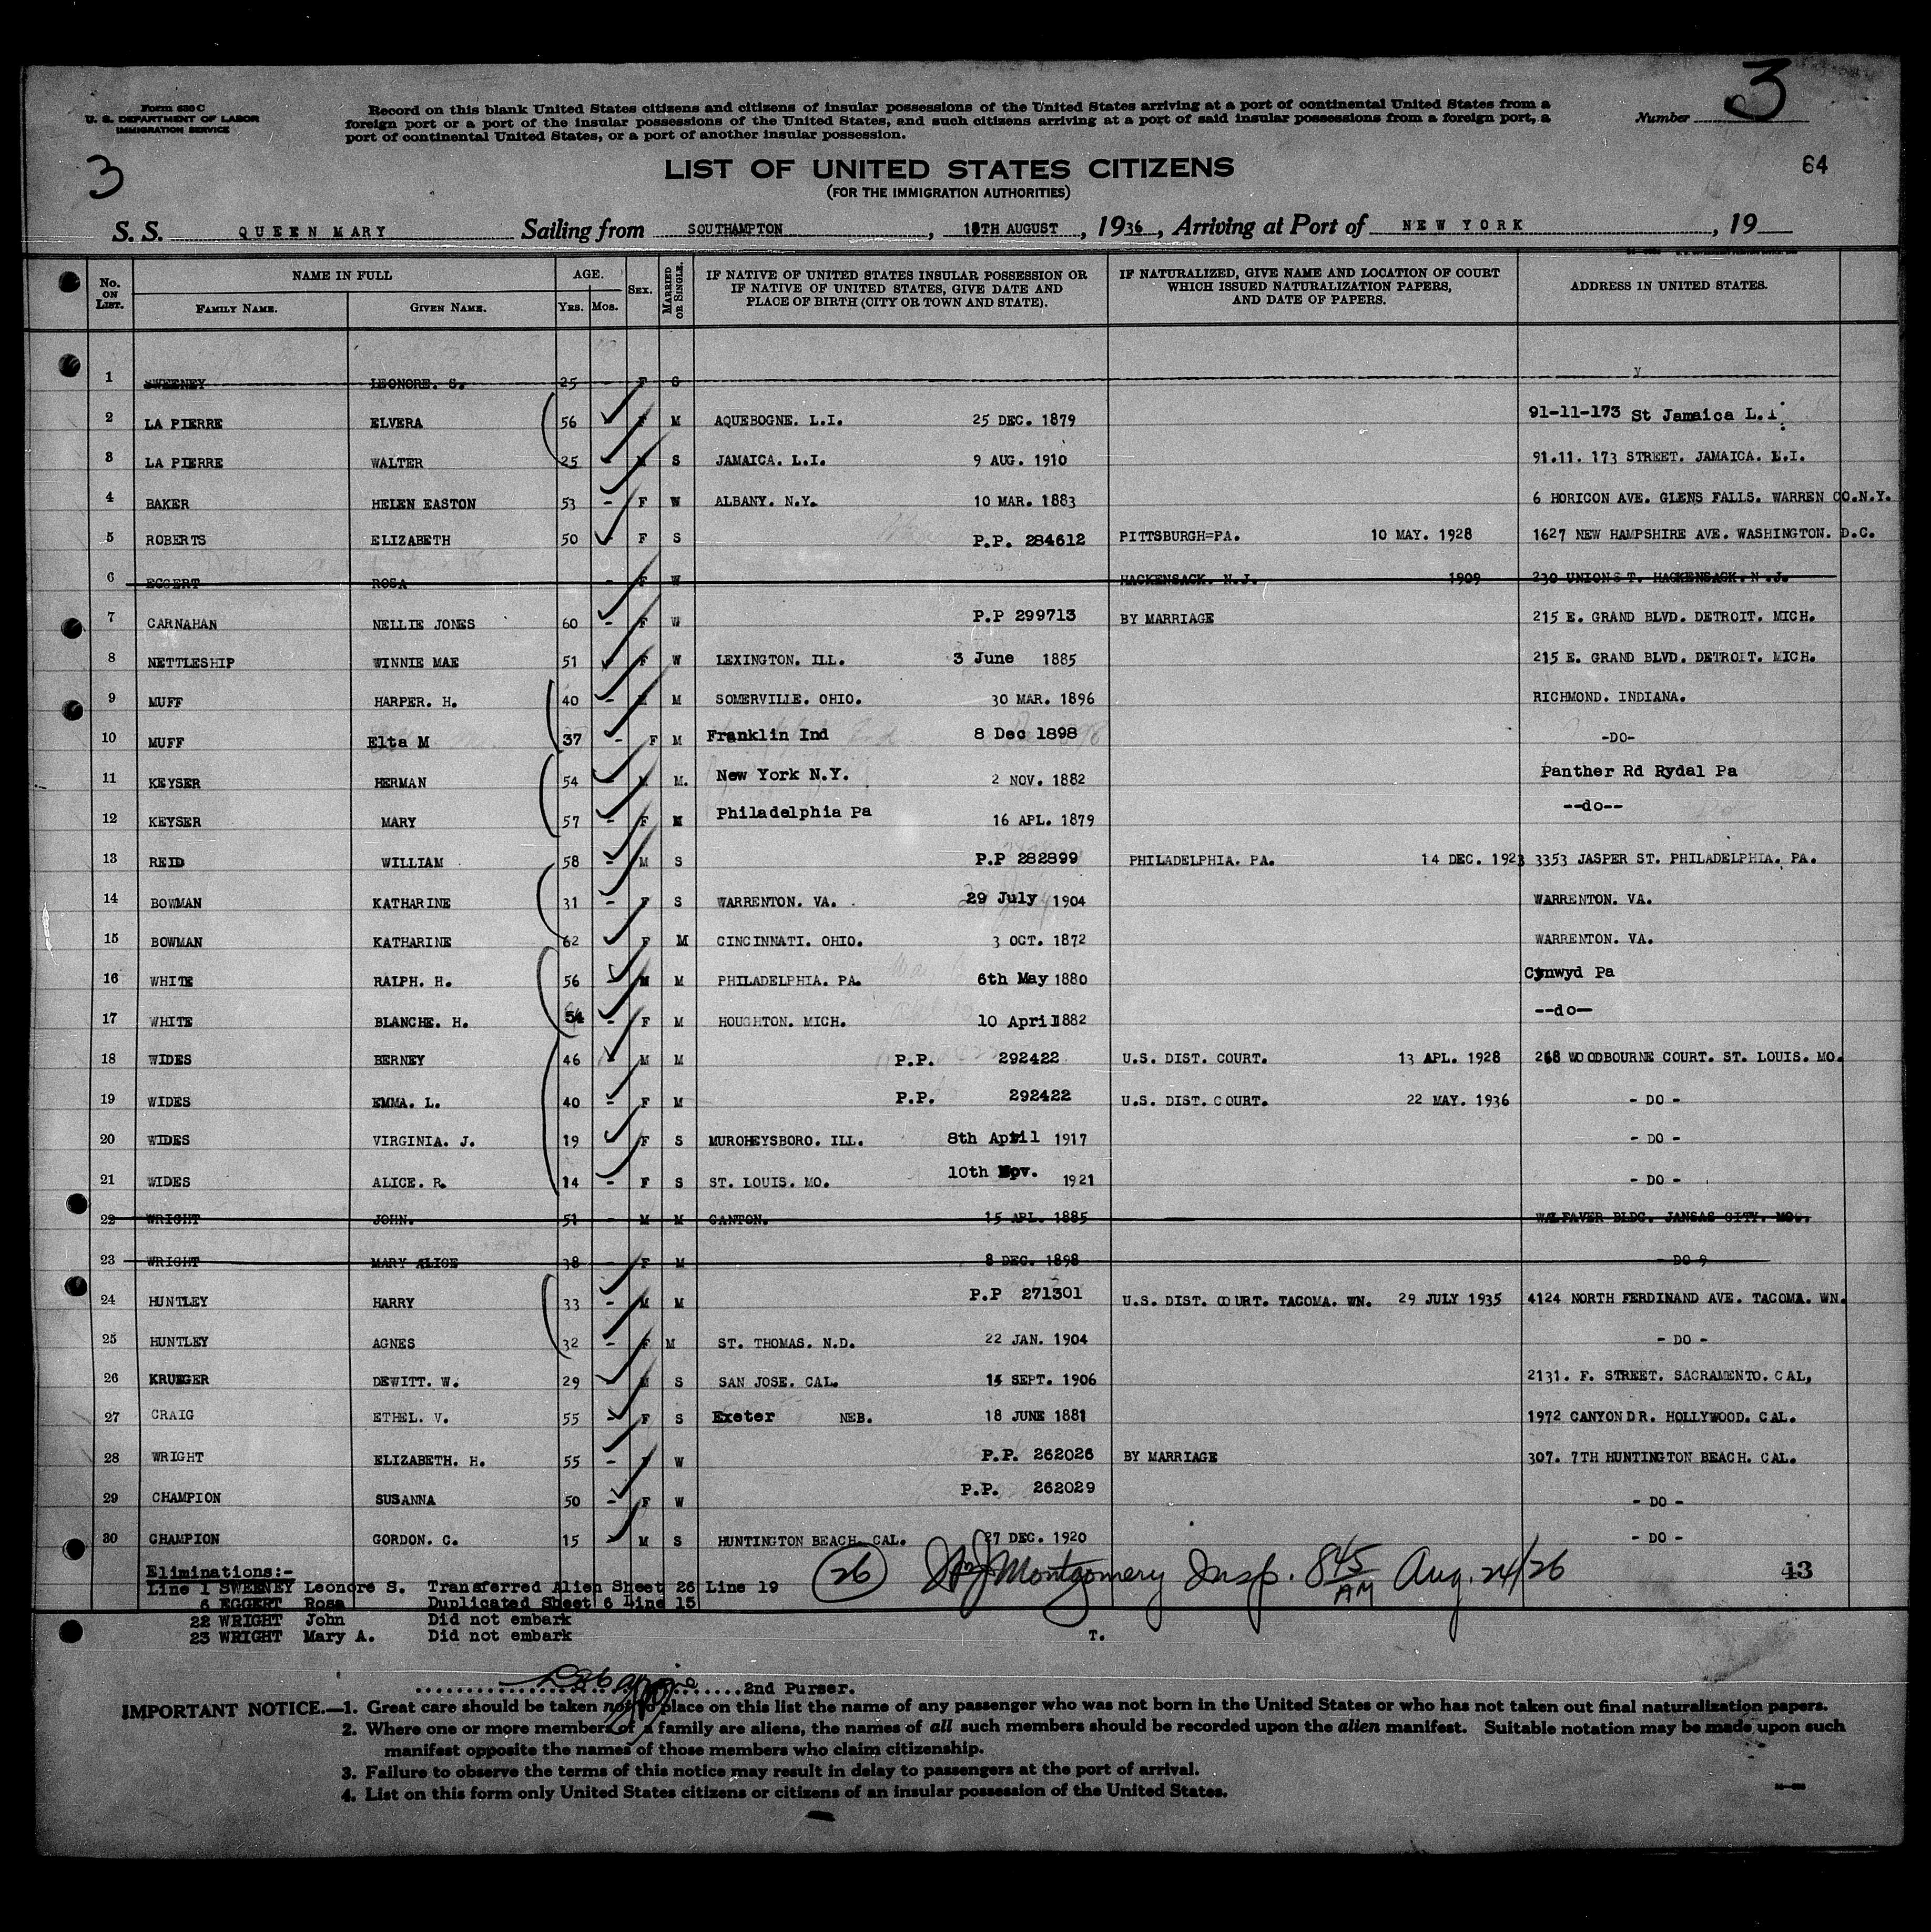 Form 630 C
U. S. DEPARTMENT OF LABOR
IMMIGRATION SERVICE
Record on this blank United States citizens and citizens of insular possessions of the United States arriving at a port of continental United States from a
foreign port or a port of the insular possessions of the United States, and such citizens arriving at a port of said insular possessions from a foreign port, a
port of continental United States, or a port of another insular possession.
Number 3
3
LIST OF UNITED STATES CITIZENS
(FOR THE IMMIGRATION AUTHORITIES)
64
S. S. QUEEN MARY Sailing from SOUTHAMPTON, 18TH AUGUST, 1936, Arriving at Port of NEW YORK, 19
No. ON LIST. NAME IN FULL AGE. SEX. MARRIED OR SINGLE. IF NATIVE OF UNITED STATES INSULAR POSSESSION OR IF NATIVE OF UNITED STATES, GIVE DATE AND PLACE OF BIRTH (CITY OR TOWN AND STATE). IF NATURALIZED, GIVE NAME AND LOCATION OF COURT WHICH ISSUED NATURALIZATION PAPERS, AND DATE OF PAPERS. ADDRESS IN UNITED STATES.
FAMILY NAME. GIVEN NAME. YRS. MOS.
1 SWEENEY LEONORE. S. 25 - F S
2 LA PIERRE ELVERA 56 - F M AQUEBOGNE. L.I. 25 DEC. 1879 91-11-173 St Jamaica L.I.
3 LA PIERRE WALTER 25 - M S JAMAICA. L.I. 9 AUG. 1910 91.11. 173 STREET. JAMAICA. L.I.
4 BAKER HELEN EASTON 53 - F W ALBANY. N.Y. 10 MAR. 1883 6 HORICON AVE. GLENS FALLS. WARREN CO.N.Y.
5 ROBERTS ELIZABETH 50 - F S P.P. 284612 PITTSBURGH=PA. 10 MAY. 1928 1627 NEW HAMPSHIRE AVE. WASHINGTON. D.C.
6 EGGERT ROSA - F W HACKENSACK. N.J. 1909 230 UNION ST. HACKENSACK. N.J.
7 CARNAHAN NELLIE JONES 60 - F W P.P 299713 BY MARRIAGE 215 E. GRAND BLVD. DETROIT. MICH.
8 NETTLESHIP WINNIE MAE 51 - F W LEXINGTON. ILL. 3 June 1885 215 E. GRAND BLVD. DETROIT. MICH.
9 MUFF HARPER. H. 40 - M M SOMERVILLE. OHIO. 30 MAR. 1896 RICHMOND. INDIANA.
10 MUFF Elta M 37 - F M Franklin Ind 8 Dec 1898 -DO-
11 KEYSER HERMAN 54 - M M. New York N.Y. 2 NOV. 1882 Panther Rd Rydal Pa
12 KEYSER MARY 57 - F M Philadelphia Pa 16 APL. 1879 --do--
13 REID WILLIAM 58 - M S P.P 282899 PHILADELPHIA. PA. 14 DEC. 1923 3353 JASPER ST. PHILADELPHIA. PA.
14 BOWMAN KATHARINE 31 - F S WARRENTON. VA. 29 July 1904 WARRENTON. VA.
15 BOWMAN KATHARINE 62 - F M CINCINNATI. OHIO. 3 OCT. 1872 WARRENTON. VA.
16 WHITE RALPH. H. 56 - M M PHILADELPHIA. PA. 6th May 1880 Cynwyd Pa
17 WHITE BLANCHE. H. 54 - F M HOUGHTON. MICH. 10 April 1882 --do--
18 WIDES BERNEY 46 - M M P.P. 292422 U.S. DIST. COURT. 13 APL. 1928 268 WOODBOURNE COURT. ST. LOUIS. MO.
19 WIDES EMMA. L. 40 - F M P.P. 292422 U.S. DIST. COURT. 22 MAY. 1936 - DO -
20 WIDES VIRGINIA. J. 19 - F S MUROHEYSBORO. ILL. 8th April 1917 - DO -
21 WIDES ALICE. R. 14 - F S ST. LOUIS. MO. 10th Nov. 1921 - DO -
22 WRIGHT JOHN. 51 - M M CANTON. 15 APL. 1885 WALFAVER BLDG. JANSAS CITY. MO.
23 WRIGHT MARY ALICE 38 - F M 8 DEC. 1898 - DO 9
24 HUNTLEY HARRY 33 - M M P.P 271301 U.S. DIST. COURT. TACOMA. WN. 29 JULY 1935 4124 NORTH FERDINAND AVE. TACOMA. WN.
25 HUNTLEY AGNES 32 - F M ST. THOMAS. N.D. 22 JAN. 1904 - DO -
26 KRUEGER DEWITT. W. 29 - M S SAN JOSE. CAL. 14 SEPT. 1906 2131. F. STREET. SACRAMENTO. CAL,
27 CRAIG ETHEL. V. 55 - F S Exeter NEB. 18 JUNE 1881 1972 CANYON DR. HOLLYWOOD. CAL.
28 WRIGHT ELIZABETH. H. 55 - F W P.P. 262026 BY MARRIAGE 307. 7TH HUNTINGTON BEACH. CAL.
29 CHAMPION SUSANNA 50 - F W P.P. 262029 - DO -
30 CHAMPION GORDON. C. 15 - M S HUNTINGTON BEACH. CAL. 27 DEC. 1920 - DO -
Eliminations:-
Line 1 SWEENEY Leonore S. Transferred Alien Sheet 26 Line 19
6 EGGERT Rosa Duplicated Sheet 6 Line 15
22 WRIGHT John Did not embark
23 WRIGHT Mary A. Did not embark
26 Montgomery Insp. 8 45 AM Aug. 24/36
43
T.
2nd Purser.
IMPORTANT NOTICE.—1. Great care should be taken not to place on this list the name of any passenger who was not born in the United States or who has not taken out final naturalization papers.
2. Where one or more members of a family are aliens, the names of all such members should be recorded upon the alien manifest. Suitable notation may be made upon such
manifest opposite the names of those members who claim citizenship.
3. Failure to observe the terms of this notice may result in delay to passengers at the port of arrival.
4. List on this form only United States citizens or citizens of an insular possession of the United States.